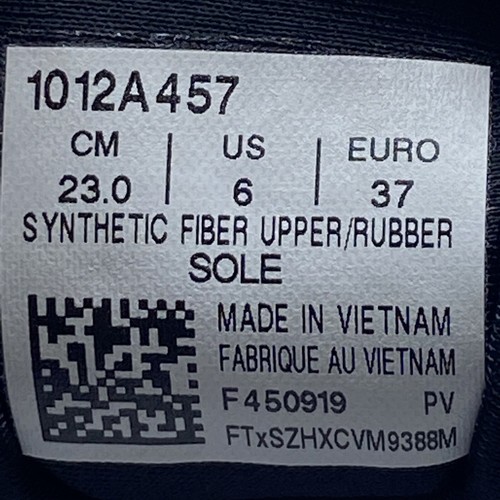 1012A457
CM | US | EURO
23.0 | 6 | 37
SYNTHETIC FIBER UPPER/RUBBER
SOLE
MADE IN VIETNAM
FABRIQUE AU VIETNAM
F450919 PV
FTxSZHXCVM9388M